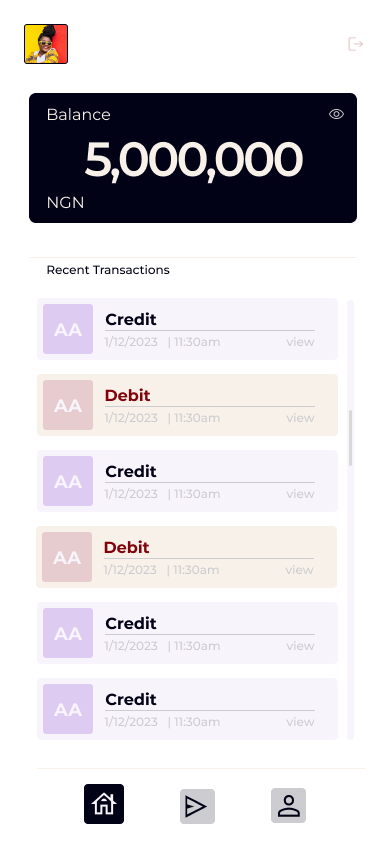 Balance
5,000,000
NGN
Recent Transactions
AA
Credit
1/12/2023 | 11:30am view
AA
Debit
1/12/2023 | 11:30am view
AA
Credit
1/12/2023 | 11:30am view
AA
Debit
1/12/2023 | 11:30am view
AA
Credit
1/12/2023 | 11:30am view
AA
Credit
1/12/2023 | 11:30am view